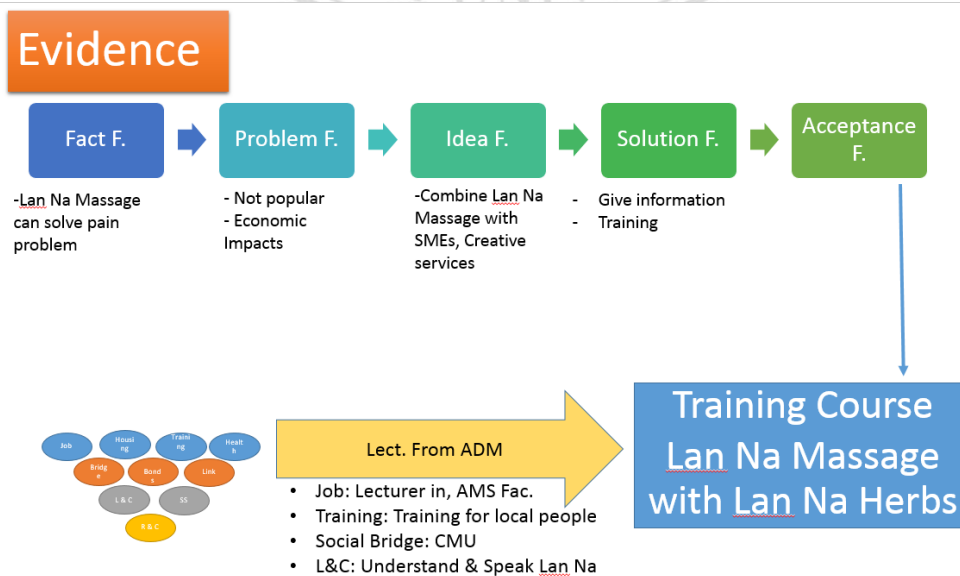 Evidence
Fact F.
Problem F.
Idea F.
Solution F.
Acceptance
F.
-Lan Na Massage
can solve pain
problem
- Not popular
- Economic
Impacts
-Combine Lan Na
Massage with
SMEs, Creative
services
- Give information
- Training
Job
Housi
ng
Traini
ng
Healt
h
Bridg
e
Bond
s
Link
L & C
SS
R & C
Lect. From ADM
• Job: Lecturer in, AMS Fac.
• Training: Training for local people
• Social Bridge: CMU
• L&C: Understand & Speak Lan Na
Training Course
Lan Na Massage
with Lan Na Herbs